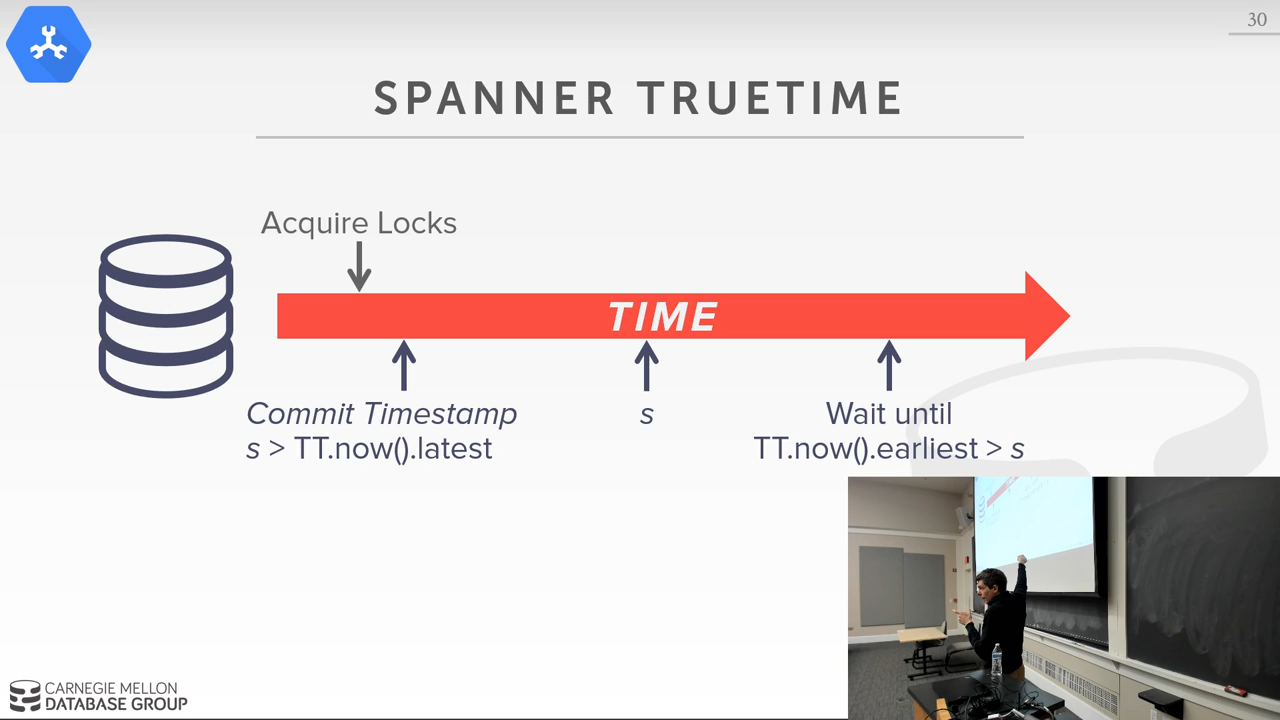 30
SPANNER TRUETIME
Acquire Locks
TIME
Commit Timestamp
s > TT.now().latest
s
Wait until
TT.now().earliest > s
CARNEGIE MELLON
DATABASE GROUP